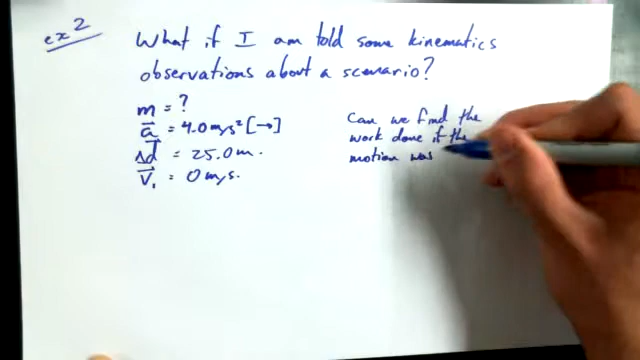 ex 2
What if I am told some kinematics
observations about a scenario?
m = ?
a⃗ = 4.0 m/s² [→]
Δd⃗ = 25.0 m.
v⃗₁ = 0 m/s.
Can we find the
work done if the
motion was